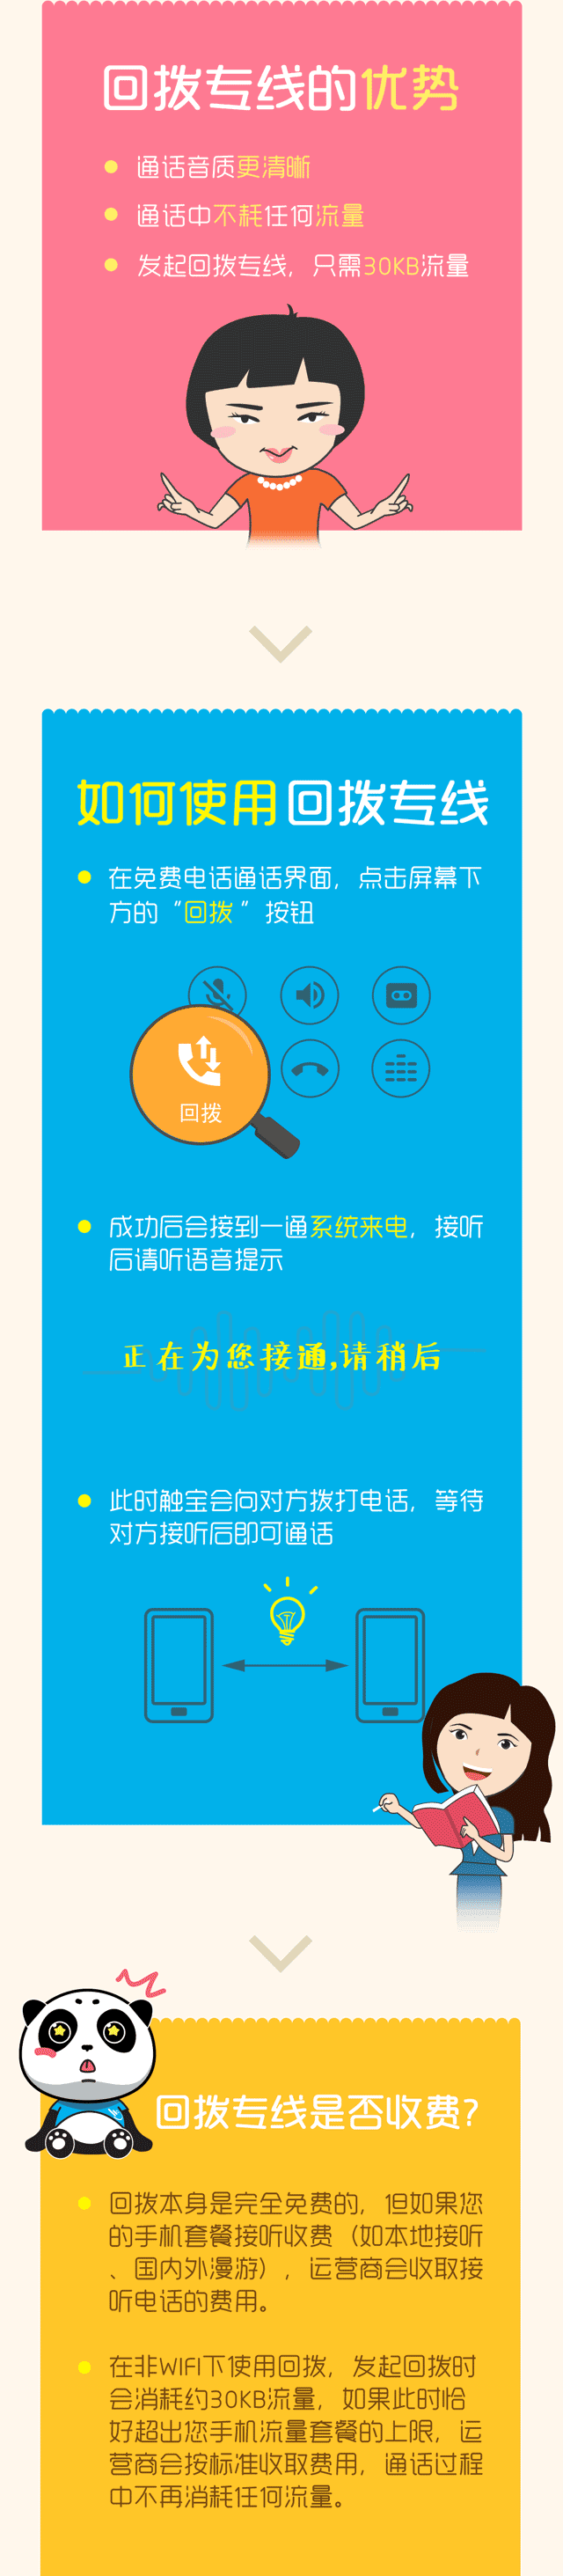 回拨专线的优势
通话音质更清晰
通话中不耗任何流量
发起回拨专线，只需30KB流量
如何使用回拨专线
在免费电话通话界面，点击屏幕下
方的“回拨”按钮
回拨
成功后会接到一通系统来电，接听
后请听语音提示
正在为您接通,请稍后
此时触宝会向对方拨打电话，等待
对方接听后即可通话
回拨专线是否收费?
回拨本身是完全免费的，但如果您
的手机套餐接听收费（如本地接听
、国内外漫游），运营商会收取接
听电话的费用。
在非WIFI下使用回拨，发起回拨时
会消耗约30KB流量，如果此时恰
好超出您手机流量套餐的上限，运
营商会按标准收取费用，通话过程
中不再消耗任何流量。